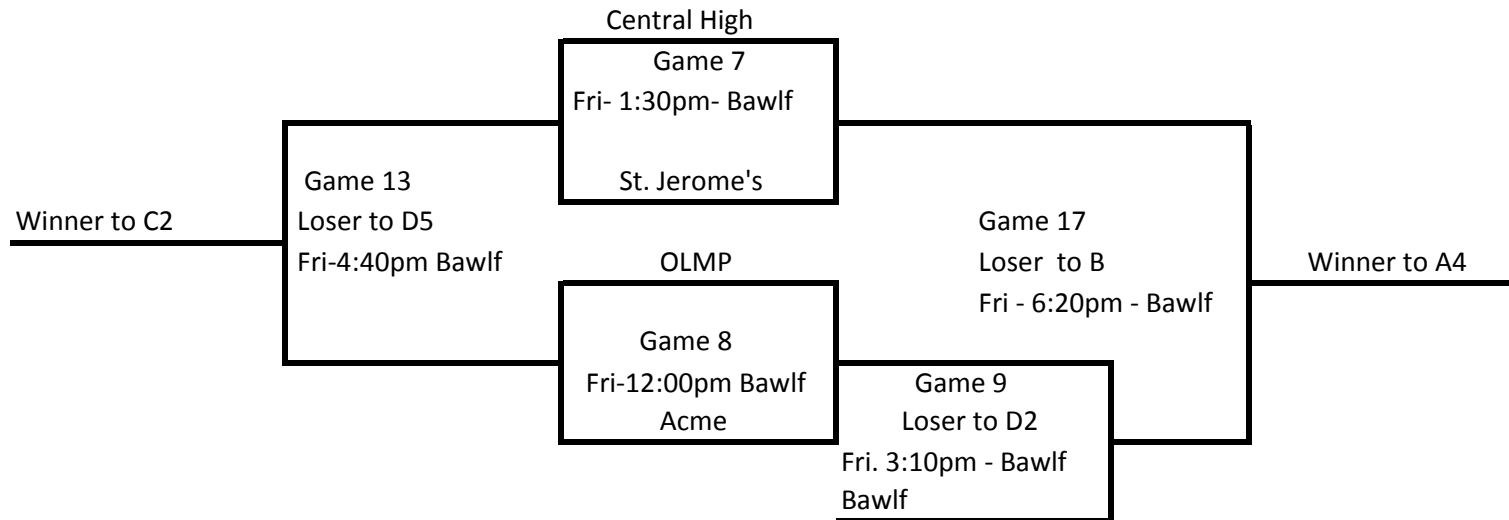 Central High
Game 7
Fri- 1:30pm- Bawlf
Game 13
St. Jerome's
Winner to C2
Loser to D5
Game 17
Fri-4:40pm Bawlf
OLMP
Loser  to B
Winner to A4
Fri - 6:20pm - Bawlf
Game 8
Fri-12:00pm Bawlf
Game 9
Acme
Loser to D2
Fri. 3:10pm - Bawlf
Bawlf